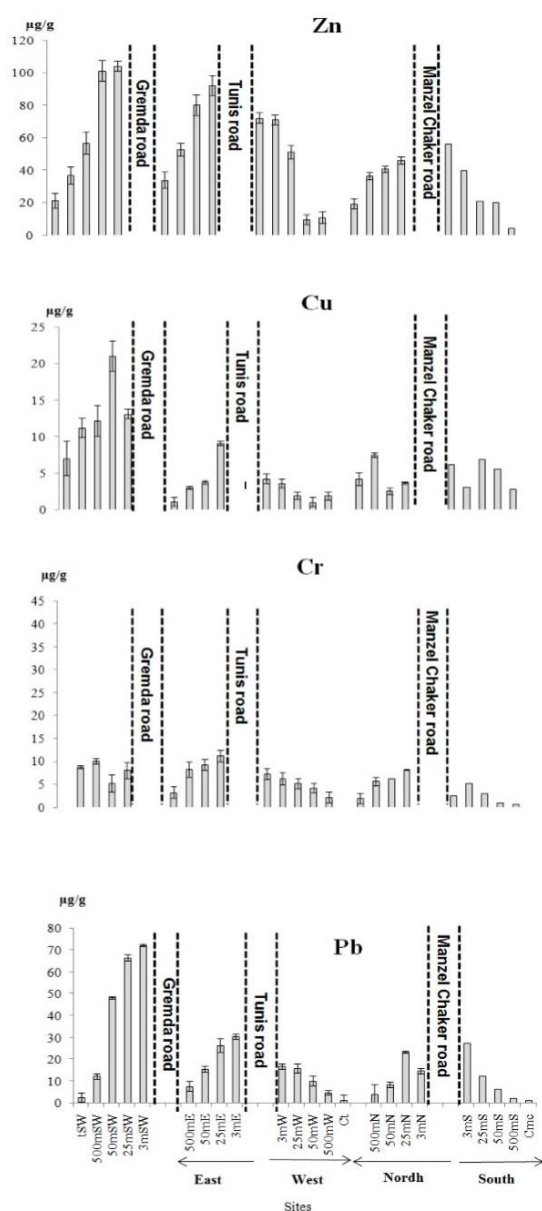 µg/g
Zn
120
100
80
60
40
20
0
Gremda road
Tunis road
Manzel Chaker road
Cu
µg/g
25
20
15
10
5
0
Gremda road
Tunis road
Manzel Chaker road
Cr
µg/g
45
40
35
30
25
20
15
10
5
0
Gremda road
Tunis road
Manzel Chaker road
µg/g
Pb
80
70
60
50
40
30
20
10
0
Gremda road
Tunis road
Manzel Chaker road
tSW
500mSW
50mSW
25mSW
3mSW
500mE
50mE
25mE
3mE
3mW
25mW
50mW
500mW
Ct
500mN
50mN
25mN
3mN
3mS
25mS
50mS
500mS
Cmc
East
West
Nordh
South
Sites